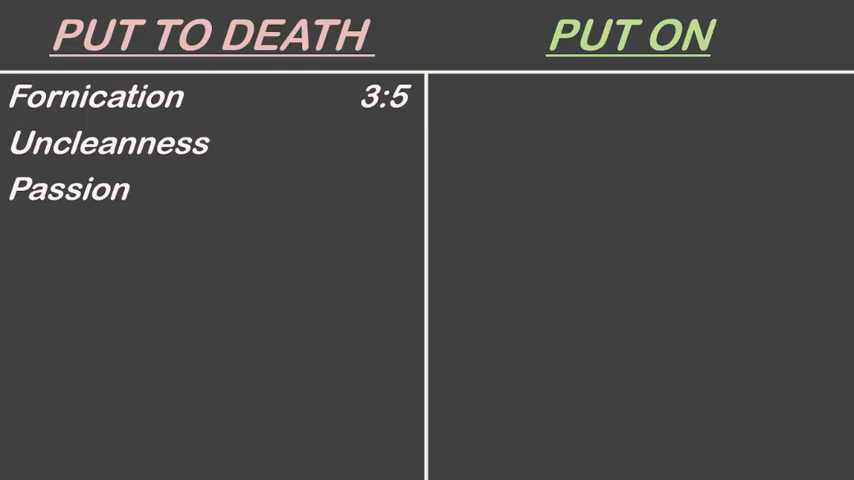 PUT TO DEATH
PUT ON
Fornication 3:5
Uncleanness
Passion